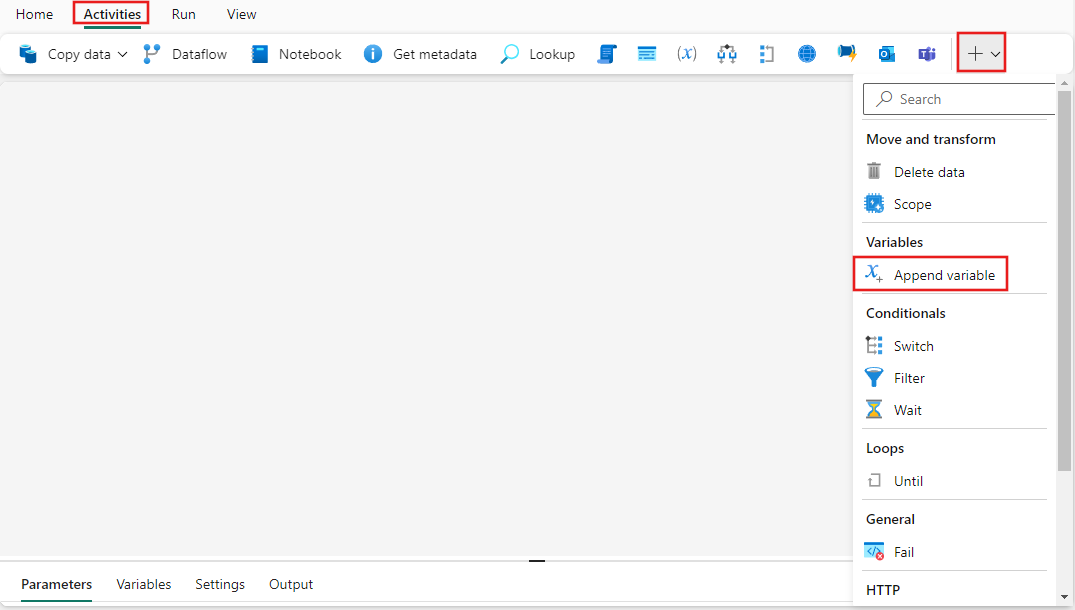 Home Activities Run View
Copy data Dataflow Notebook Get metadata Lookup (x)
Search
Move and transform
Delete data
Scope
Variables
Append variable
Conditionals
Switch
Filter
Wait
Loops
Until
General
Fail
HTTP
Parameters Variables Settings Output